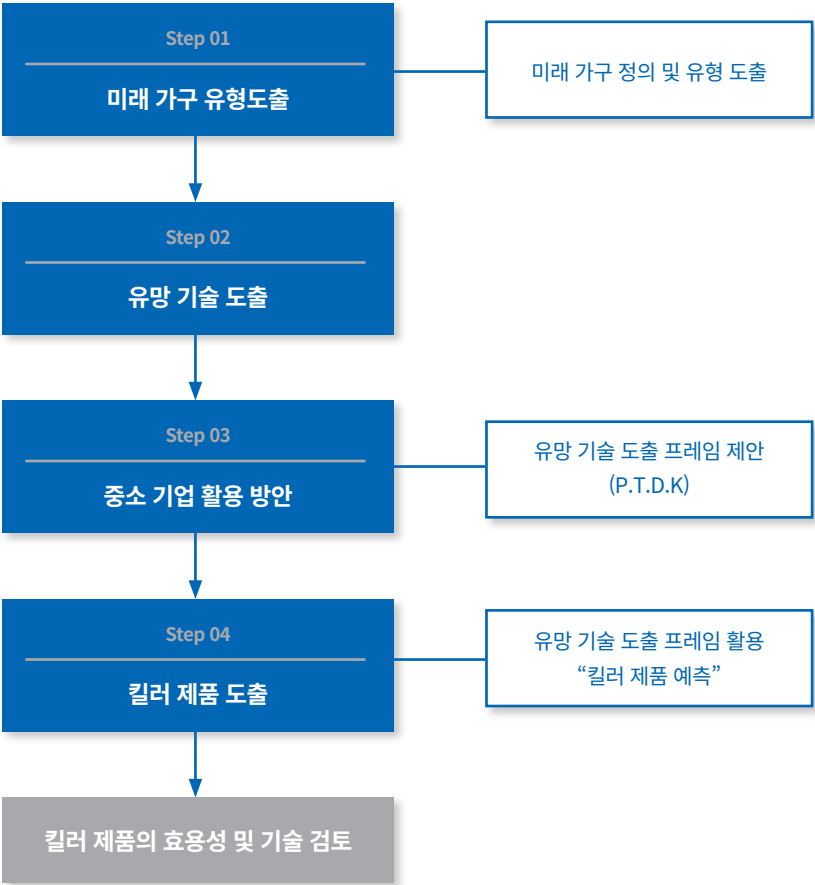 Step 01
미래 가구 유형도출
미래 가구 정의 및 유형 도출
Step 02
유망 기술 도출
Step 03
중소 기업 활용 방안
유망 기술 도출 프레임 제안
(P.T.D.K)
Step 04
킬러 제품 도출
유망 기술 도출 프레임 활용
“킬러 제품 예측”
킬러 제품의 효용성 및 기술 검토